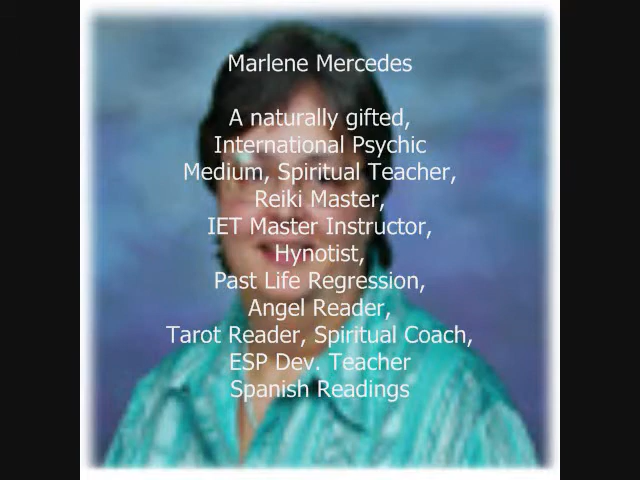 Marlene Mercedes
A naturally gifted,
International Psychic
Medium, Spiritual Teacher,
Reiki Master,
IET Master Instructor,
Hynotist,
Past Life Regression,
Angel Reader,
Tarot Reader, Spiritual Coach,
ESP Dev. Teacher
Spanish Readings